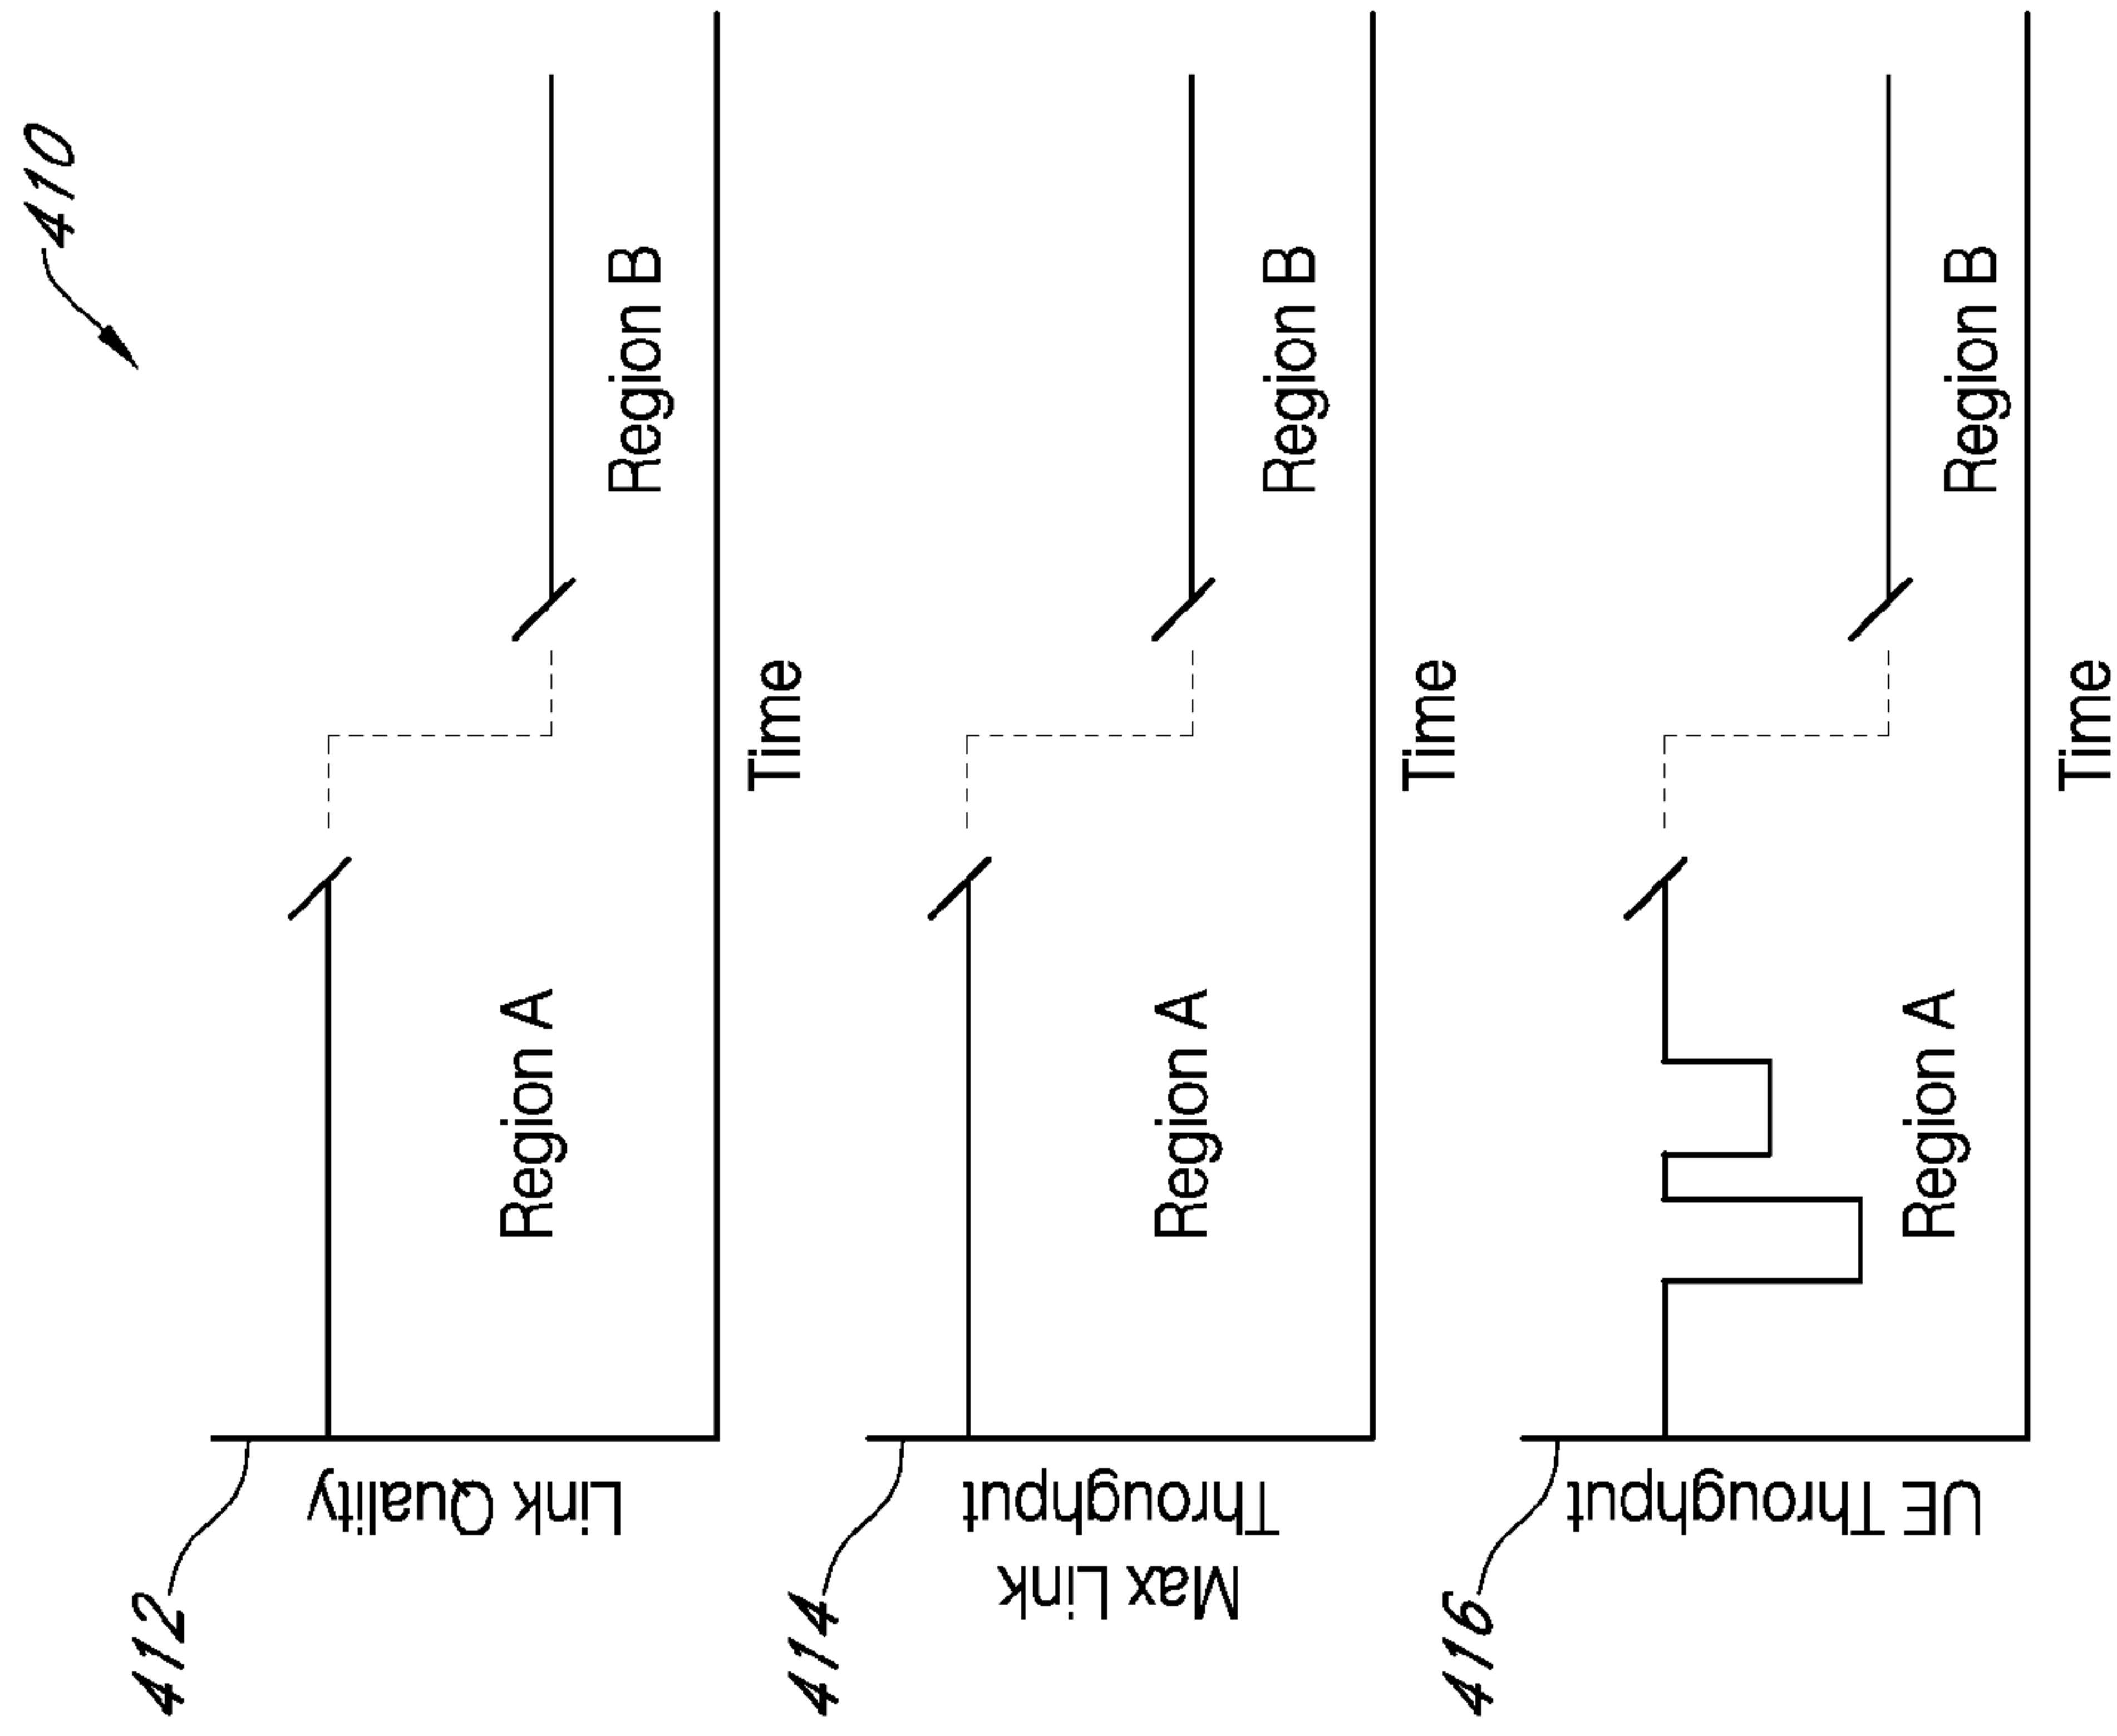 410
412
Link Quality
Region A
Region B
Time
414
Max Link
Throughput
Region A
Region B
Time
416
UE Throughput
Region A
Region B
Time